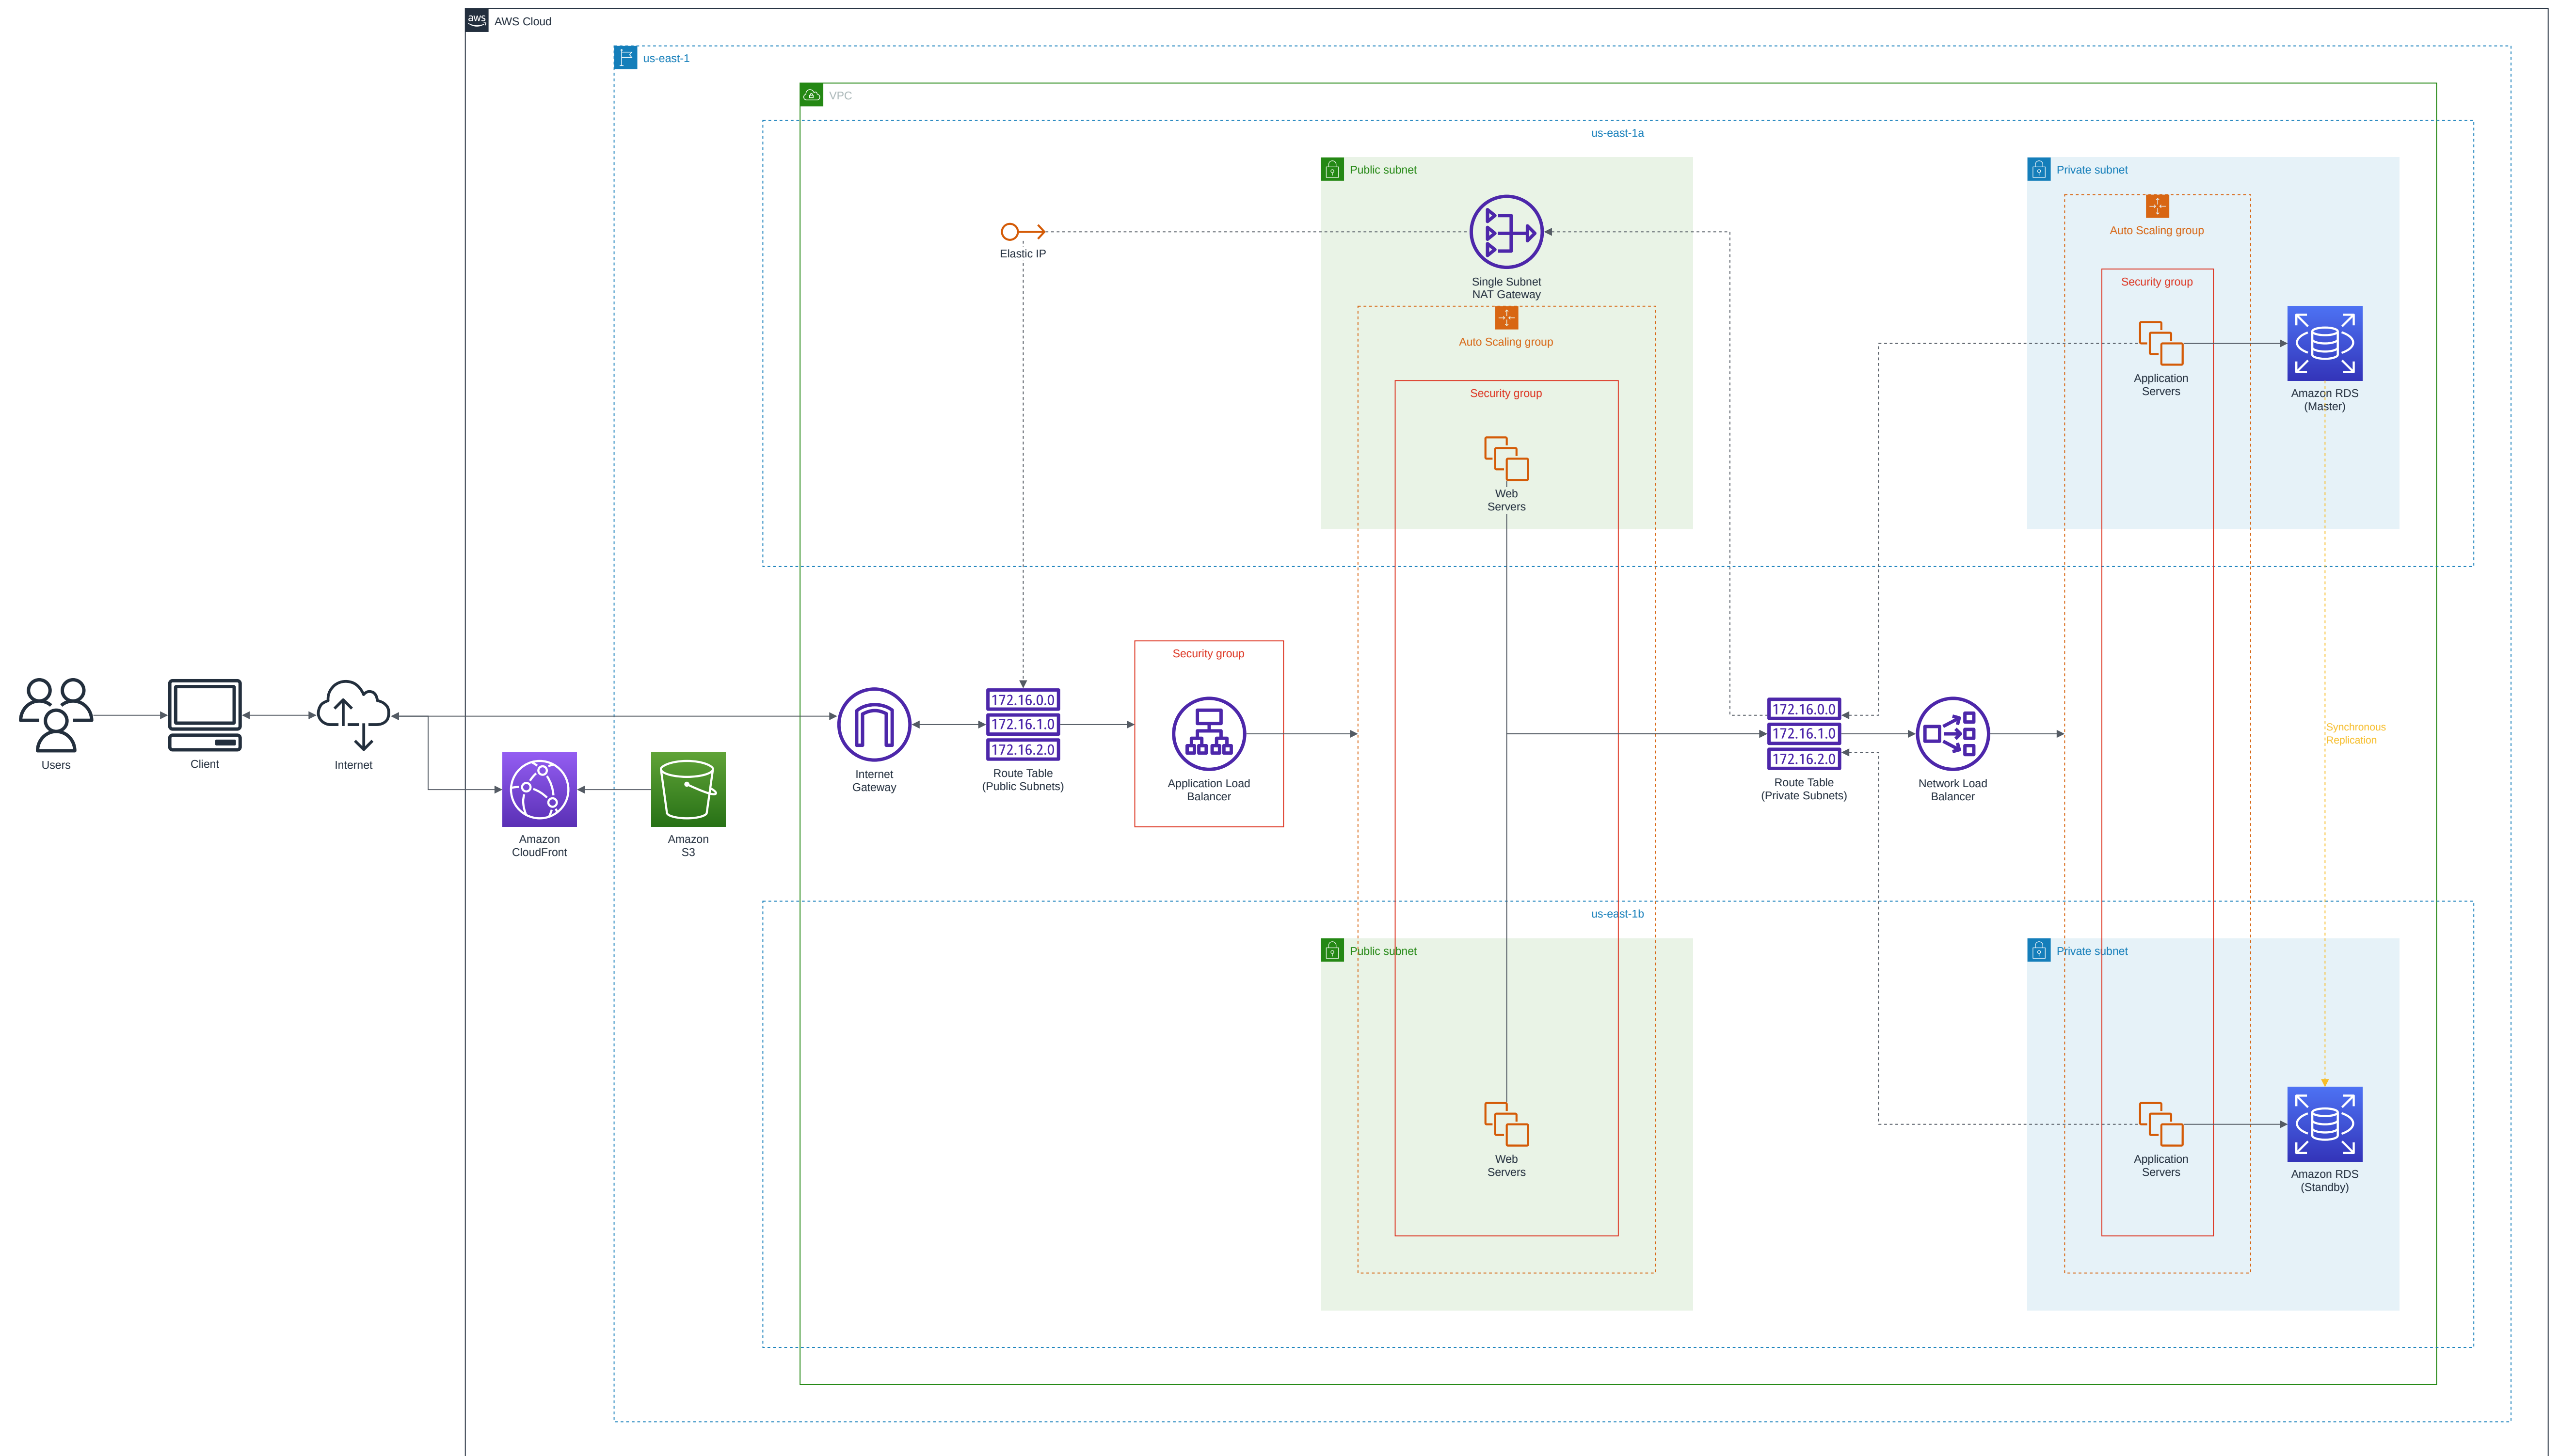 aws
AWS Cloud
us-east-1
VPC
us-east-1a
Public subnet
Private subnet
Elastic IP
Single Subnet
NAT Gateway
Auto Scaling group
Security group
Web
Servers
Auto Scaling group
Security group
Application
Servers
Amazon RDS
(Master)
Users
Client
Internet
Amazon
CloudFront
Amazon
S3
Internet
Gateway
172.16.0.0
172.16.1.0
172.16.2.0
Route Table
(Public Subnets)
Security group
Application Load
Balancer
172.16.0.0
172.16.1.0
172.16.2.0
Route Table
(Private Subnets)
Network Load
Balancer
Synchronous
Replication
us-east-1b
Public subnet
Private subnet
Web
Servers
Application
Servers
Amazon RDS
(Standby)